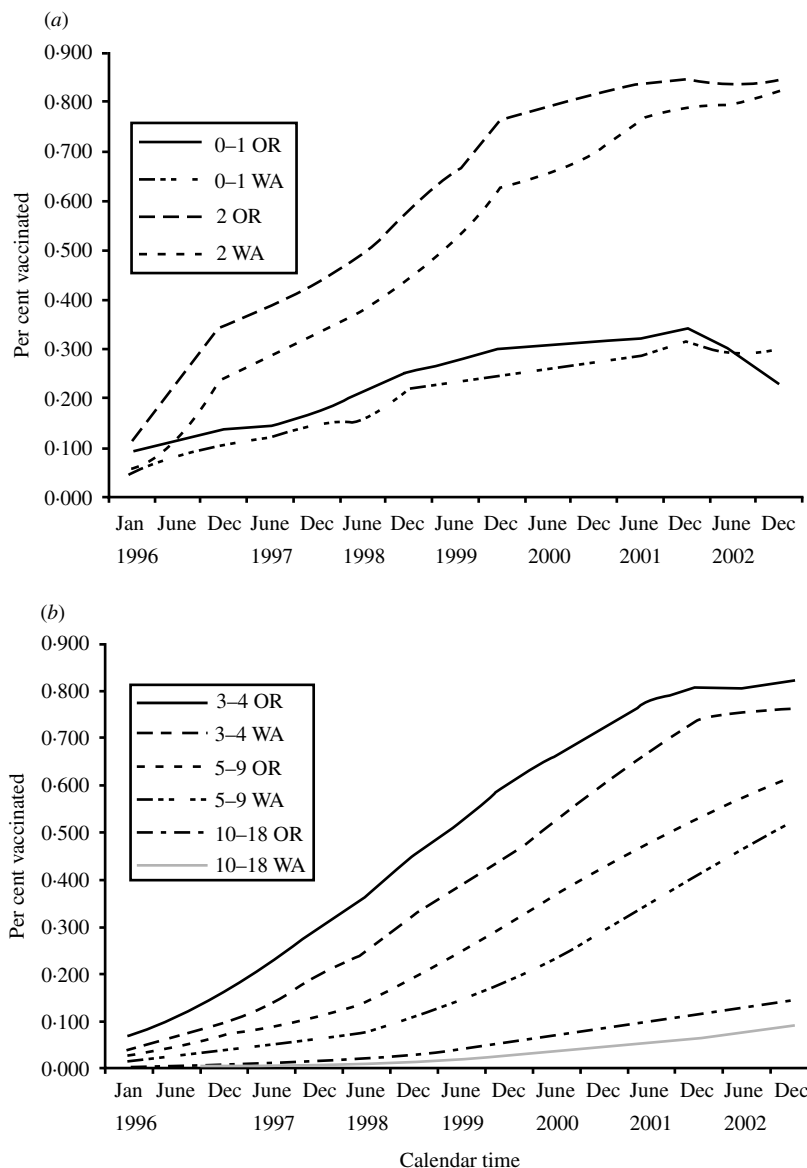 (a)
0·900
0·800
0·700
0·600
0·500
0·400
0·300
0·200
0·100
0·000
Per cent vaccinated
0–1 OR
0–1 WA
2 OR
2 WA
Jan June Dec June Dec June Dec June Dec June Dec June Dec June Dec
1996 1997 1998 1999 2000 2001 2002
(b)
0·900
0·800
0·700
0·600
0·500
0·400
0·300
0·200
0·100
0·000
Per cent vaccinated
3–4 OR
3–4 WA
5–9 OR
5–9 WA
10–18 OR
10–18 WA
Jan June Dec June Dec June Dec June Dec June Dec June Dec June Dec
1996 1997 1998 1999 2000 2001 2002
Calendar time